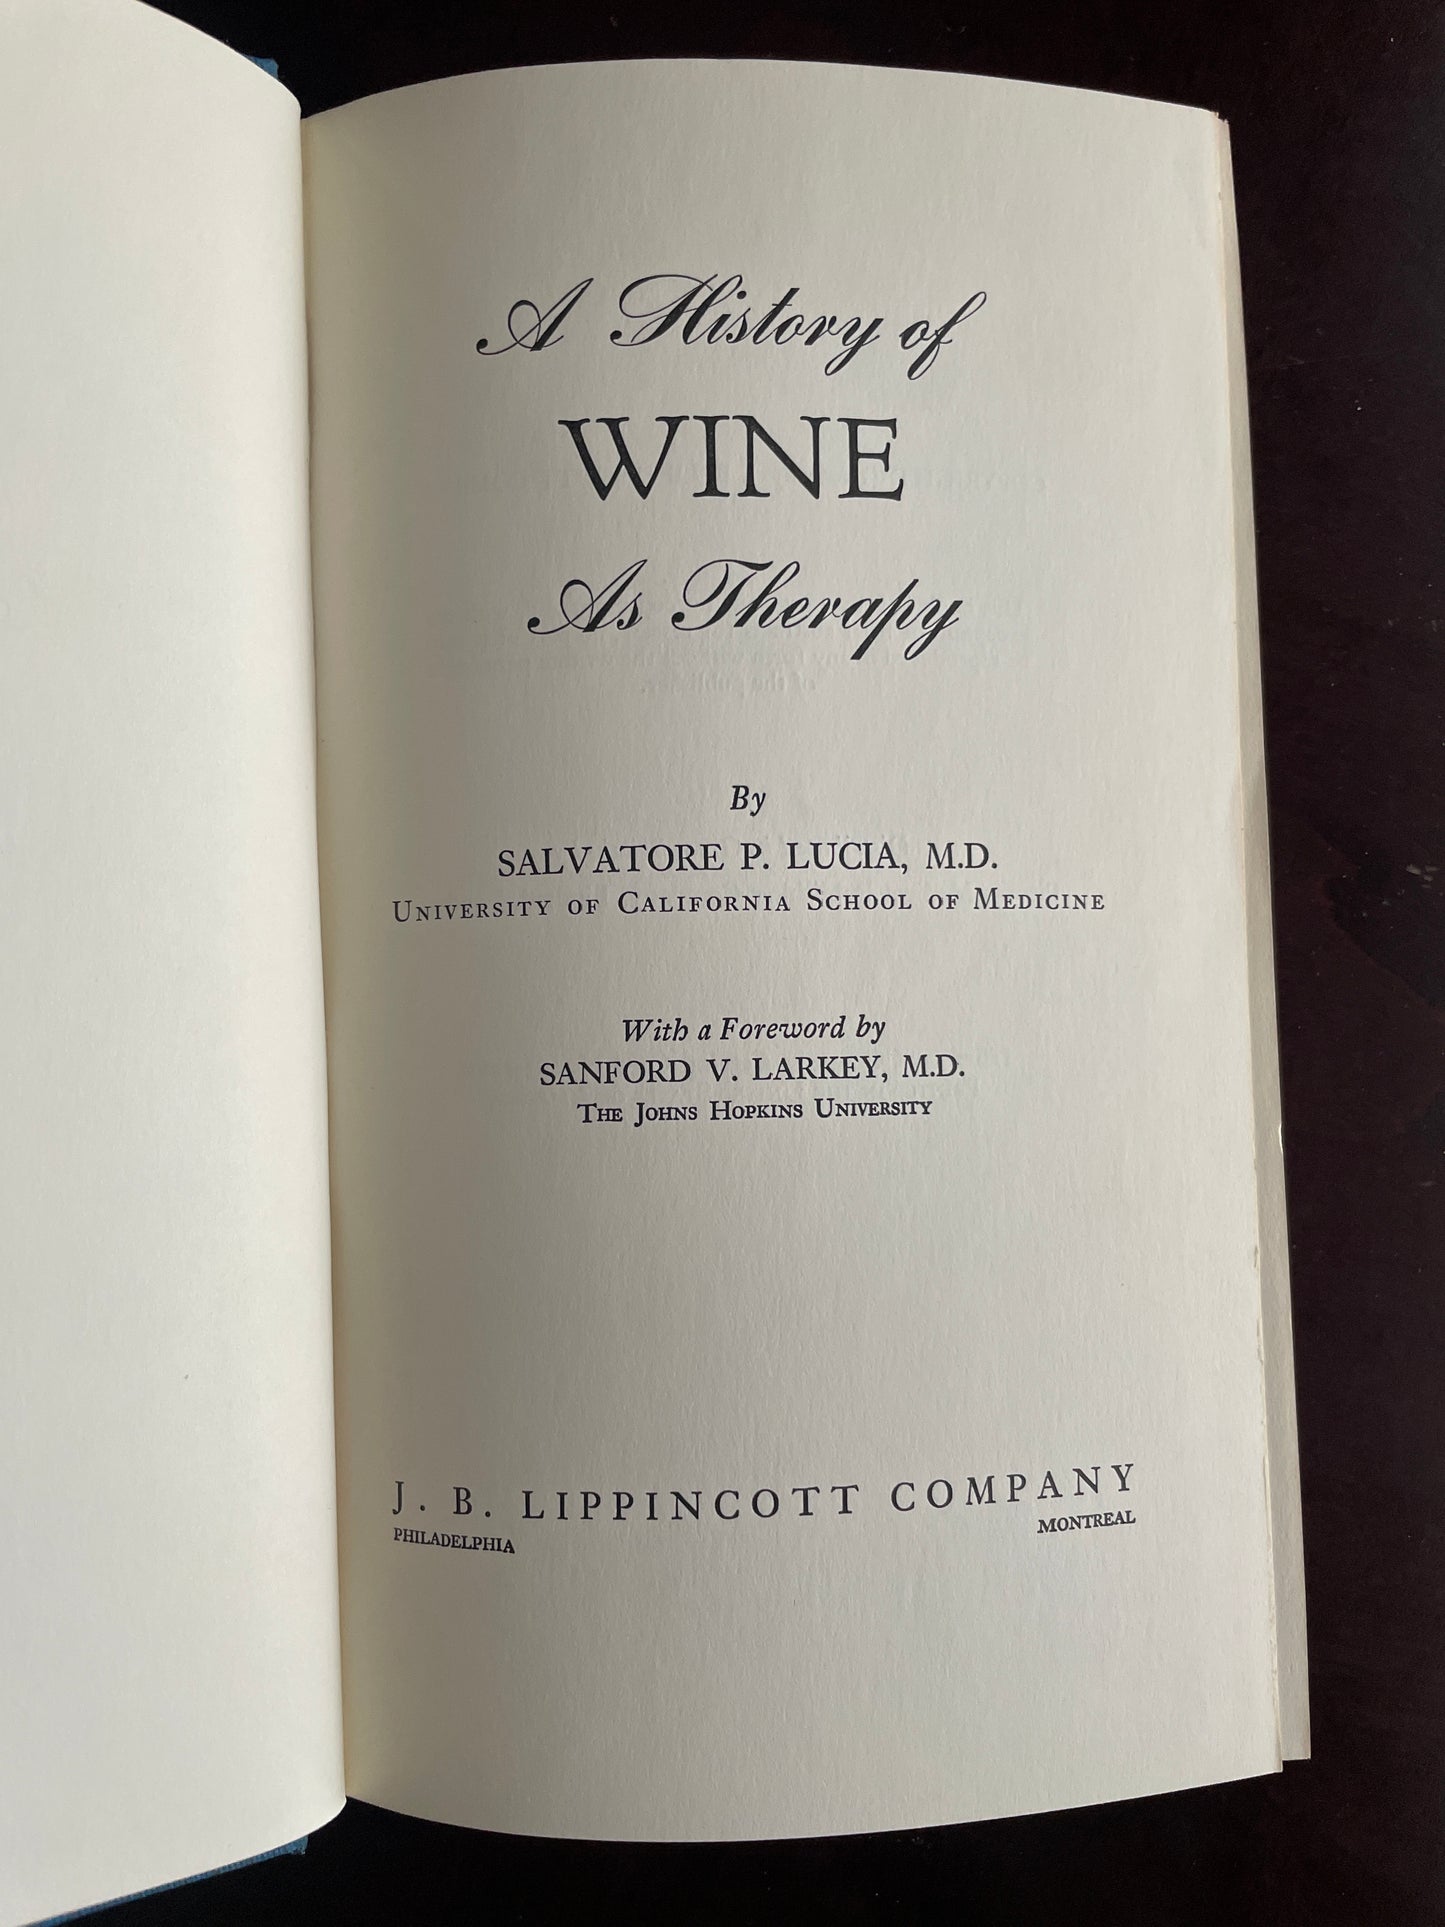 A History of
WINE
As Therapy
By
SALVATORE P. LUCIA, M.D.
UNIVERSITY OF CALIFORNIA SCHOOL OF MEDICINE
With a Foreword by
SANFORD V. LARKEY, M.D.
THE JOHNS HOPKINS UNIVERSITY
J. B. LIPPINCOTT COMPANY
PHILADELPHIA MONTREAL